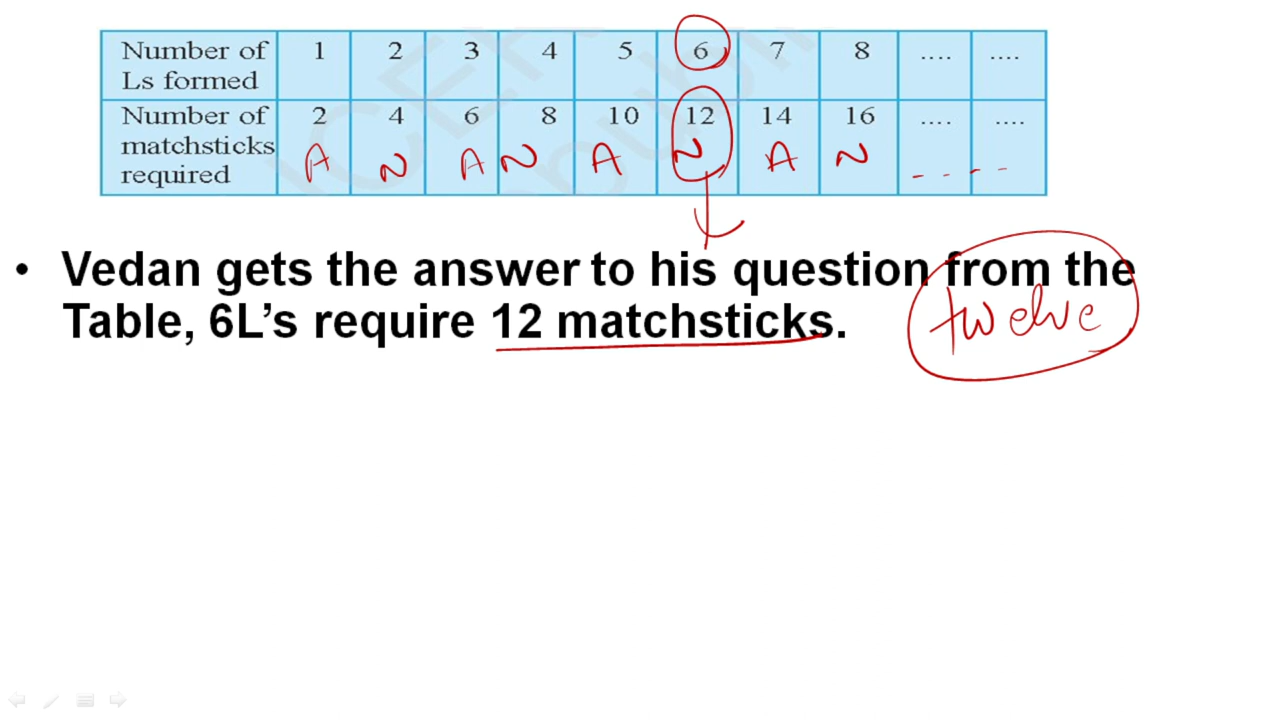 Number of Ls formed 1 2 3 4 5 6 7 8 .... ....
Number of matchsticks required 2 4 6 8 10 12 14 16 .... ....
A N A N A N A N - - - -
• Vedan gets the answer to his question from the
Table, 6L’s require 12 matchsticks.
twelve